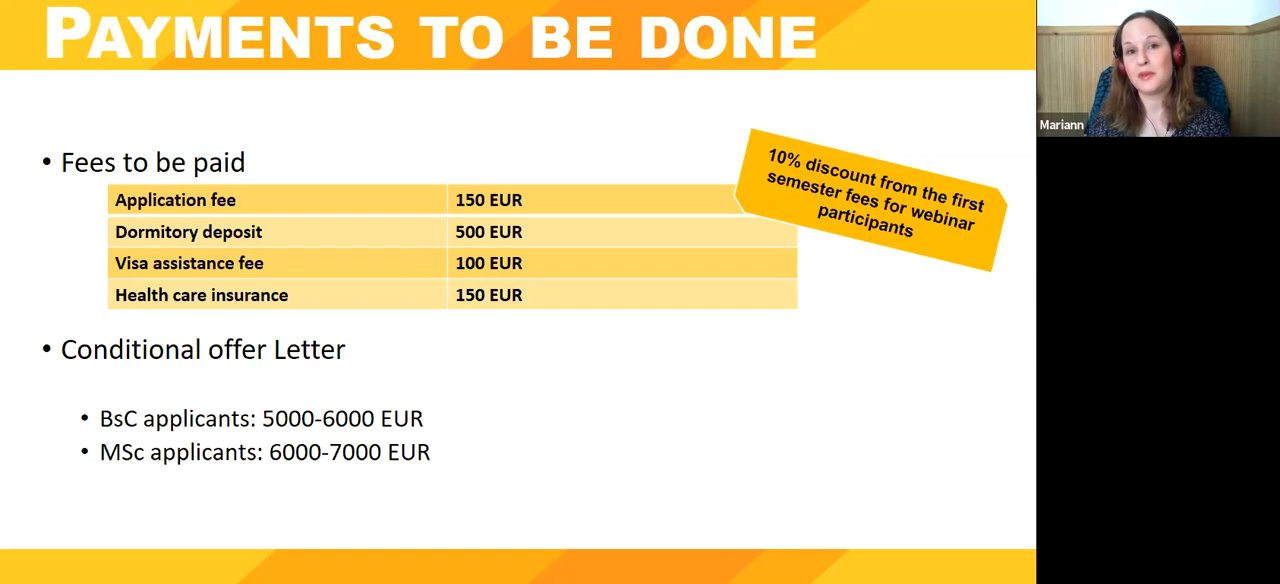 PAYMENTS TO BE DONE
• Fees to be paid
Application fee 150 EUR
Dormitory deposit 500 EUR
Visa assistance fee 100 EUR
Health care insurance 150 EUR
10% discount from the first
semester fees for webinar
participants
• Conditional offer Letter
• BsC applicants: 5000-6000 EUR
• MSc applicants: 6000-7000 EUR
Mariann